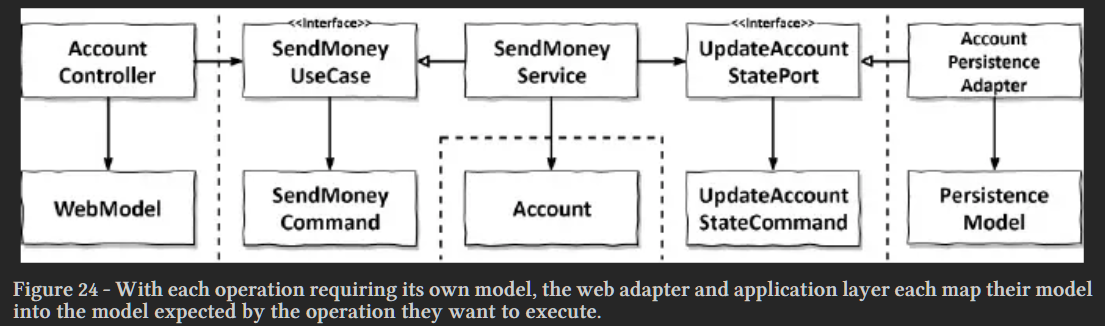 <<Interface>>
<<Interface>>
Account
Controller
SendMoney
UseCase
SendMoney
Service
UpdateAccount
StatePort
Account
Persistence
Adapter
WebModel
SendMoney
Command
Account
UpdateAccount
StateCommand
Persistence
Model
Figure 24 - With each operation requiring its own model, the web adapter and application layer each map their model
into the model expected by the operation they want to execute.